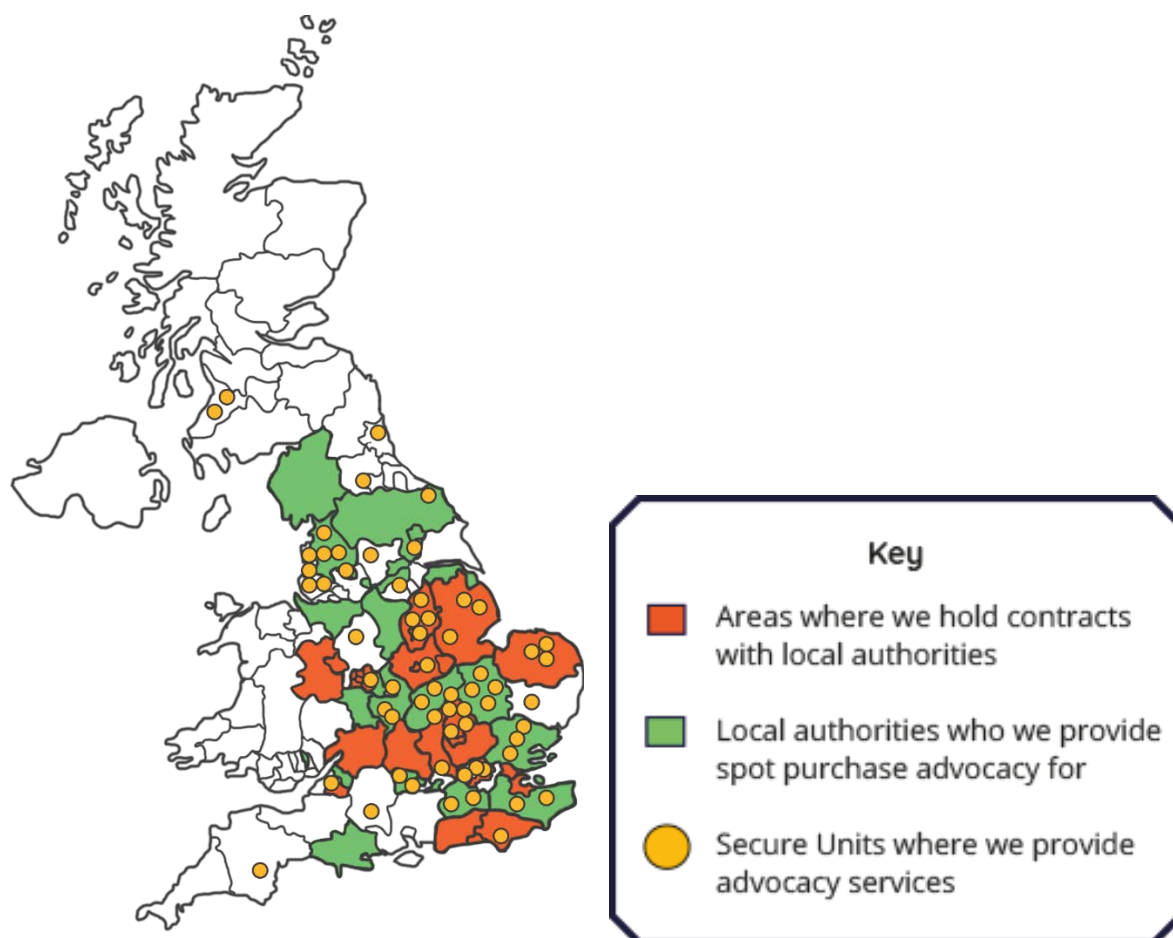 Key
Areas where we hold contracts
with local authorities
Local authorities who we provide
spot purchase advocacy for
Secure Units where we provide
advocacy services